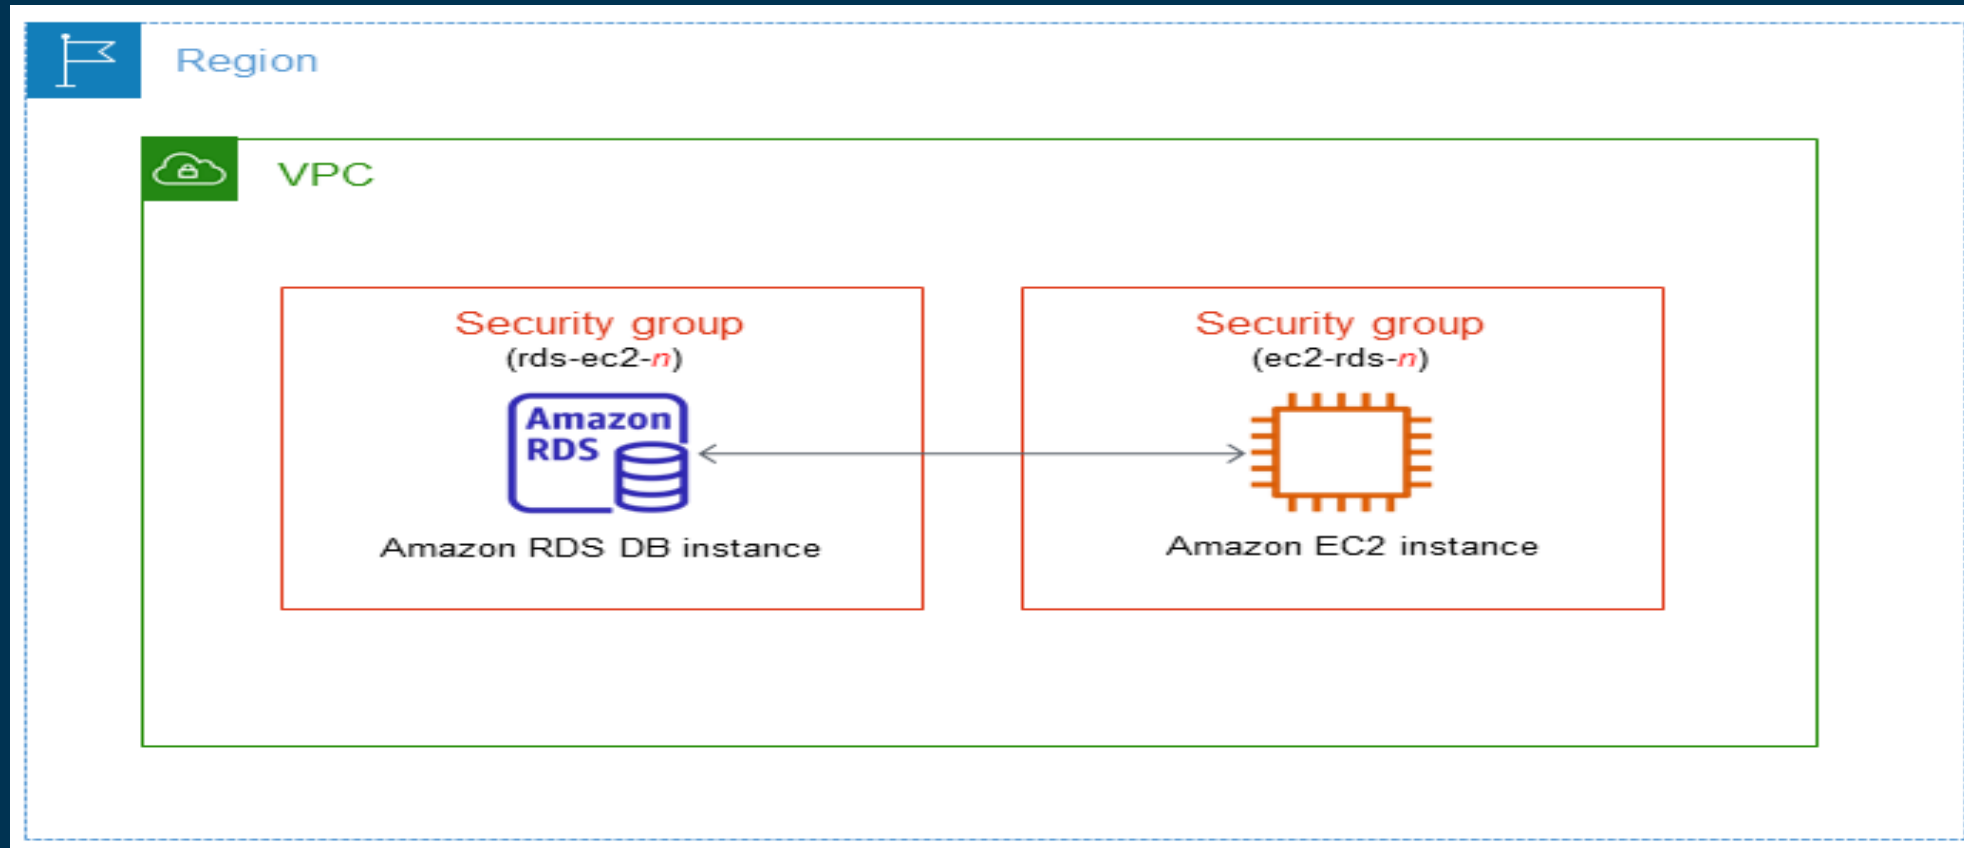 Region
VPC
Security group
(rds-ec2-n)
Amazon
RDS
Amazon RDS DB instance
Security group
(ec2-rds-n)
Amazon EC2 instance